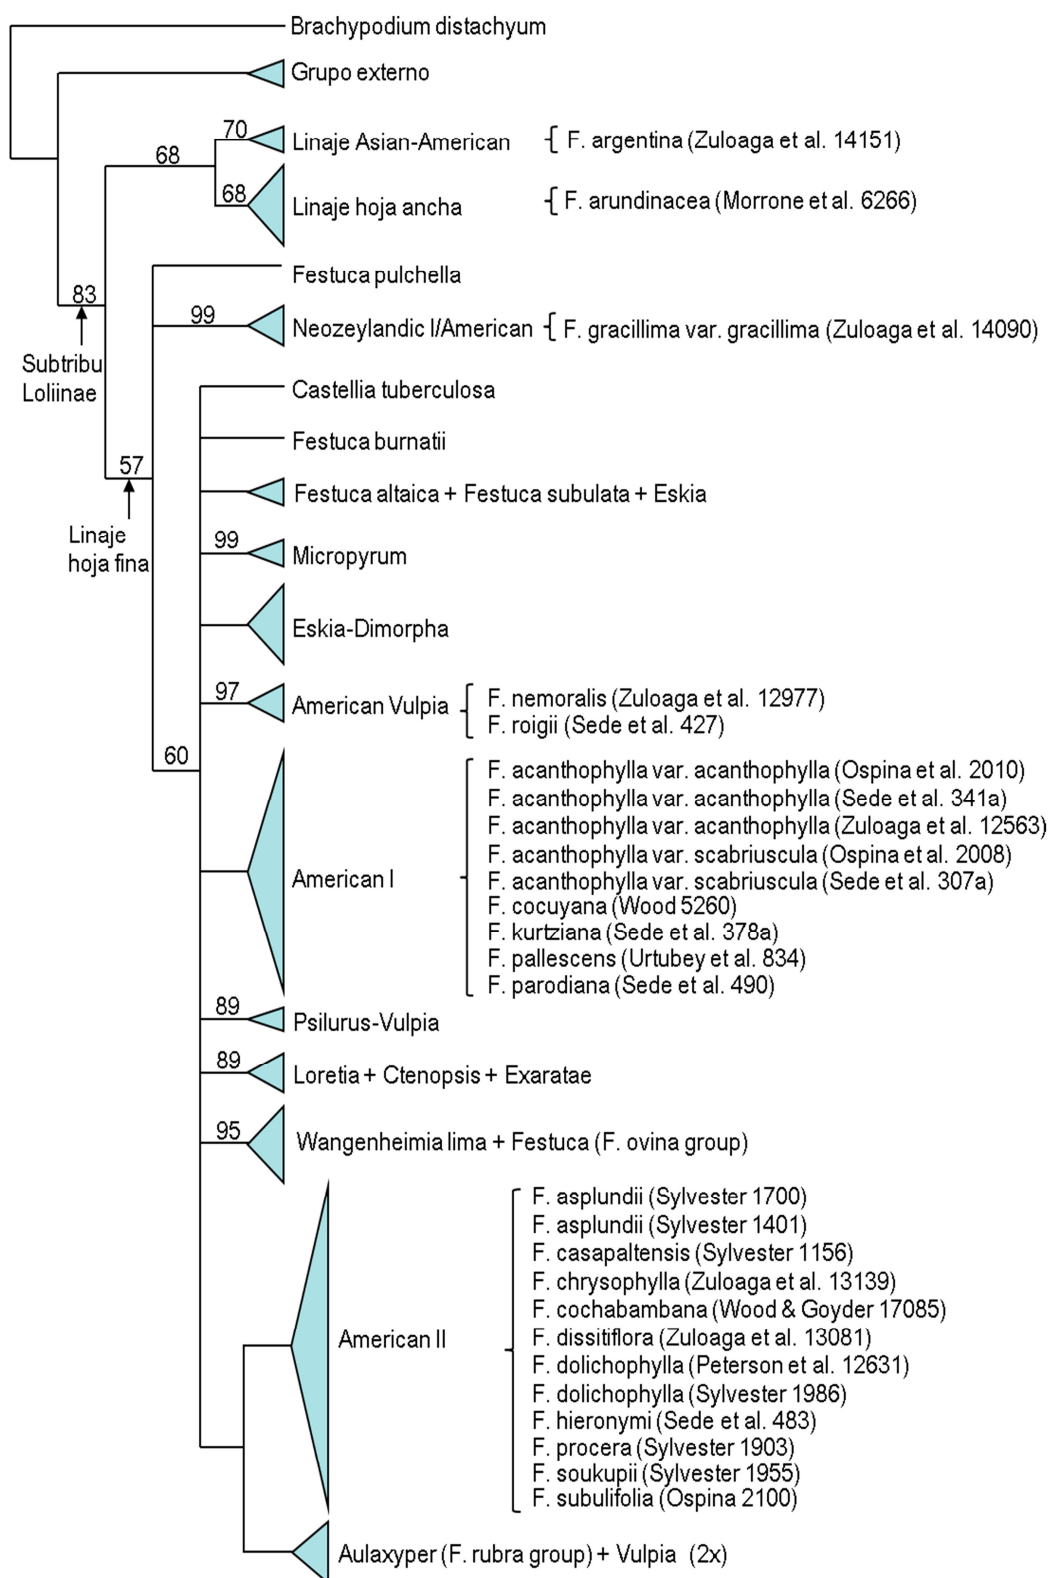 Brachypodium distachyum
Grupo externo
70
Linaje Asian-American { F. argentina (Zuloaga et al. 14151)
68
68
Linaje hoja ancha { F. arundinacea (Morrone et al. 6266)
Festuca pulchella
83
99
Neozeylandic I/American { F. gracillima var. gracillima (Zuloaga et al. 14090)
Subtribu
Loliinae
Castellia tuberculosa
Festuca burnatii
57
Festuca altaica + Festuca subulata + Eskia
Linaje
hoja fina
99
Micropyrum
Eskia-Dimorpha
97
American Vulpia
F. nemoralis (Zuloaga et al. 12977)
F. roigii (Sede et al. 427)
60
American I
F. acanthophylla var. acanthophylla (Ospina et al. 2010)
F. acanthophylla var. acanthophylla (Sede et al. 341a)
F. acanthophylla var. acanthophylla (Zuloaga et al. 12563)
F. acanthophylla var. scabriuscula (Ospina et al. 2008)
F. acanthophylla var. scabriuscula (Sede et al. 307a)
F. cocuyana (Wood 5260)
F. kurtziana (Sede et al. 378a)
F. pallescens (Urtubey et al. 834)
F. parodiana (Sede et al. 490)
89
Psilurus-Vulpia
89
Loretia + Ctenopsis + Exaratae
95
Wangenheimia lima + Festuca (F. ovina group)
American II
F. asplundii (Sylvester 1700)
F. asplundii (Sylvester 1401)
F. casapaltensis (Sylvester 1156)
F. chrysophylla (Zuloaga et al. 13139)
F. cochabambana (Wood & Goyder 17085)
F. dissitiflora (Zuloaga et al. 13081)
F. dolichophylla (Peterson et al. 12631)
F. dolichophylla (Sylvester 1986)
F. hieronymi (Sede et al. 483)
F. procera (Sylvester 1903)
F. soukupii (Sylvester 1955)
F. subulifolia (Ospina 2100)
Aulaxyper (F. rubra group) + Vulpia (2x)